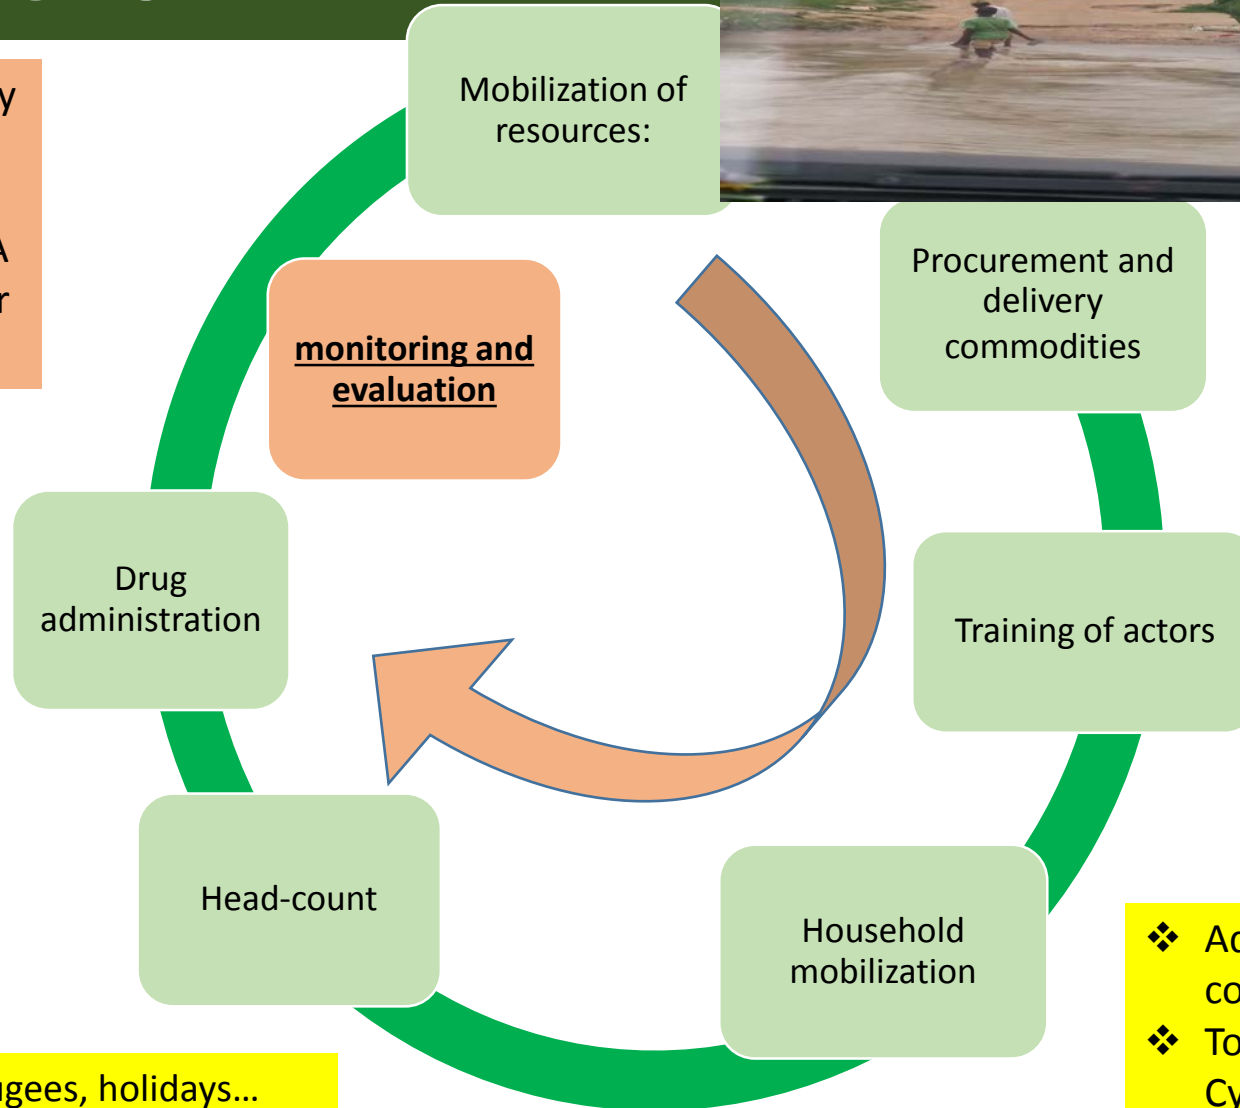 Mobilization of
resources:
Procurement and
delivery
commodities
monitoring and
evaluation
Drug
administration
Training of actors
Head-count
Household
mobilization
❖
❖ To
holidays…